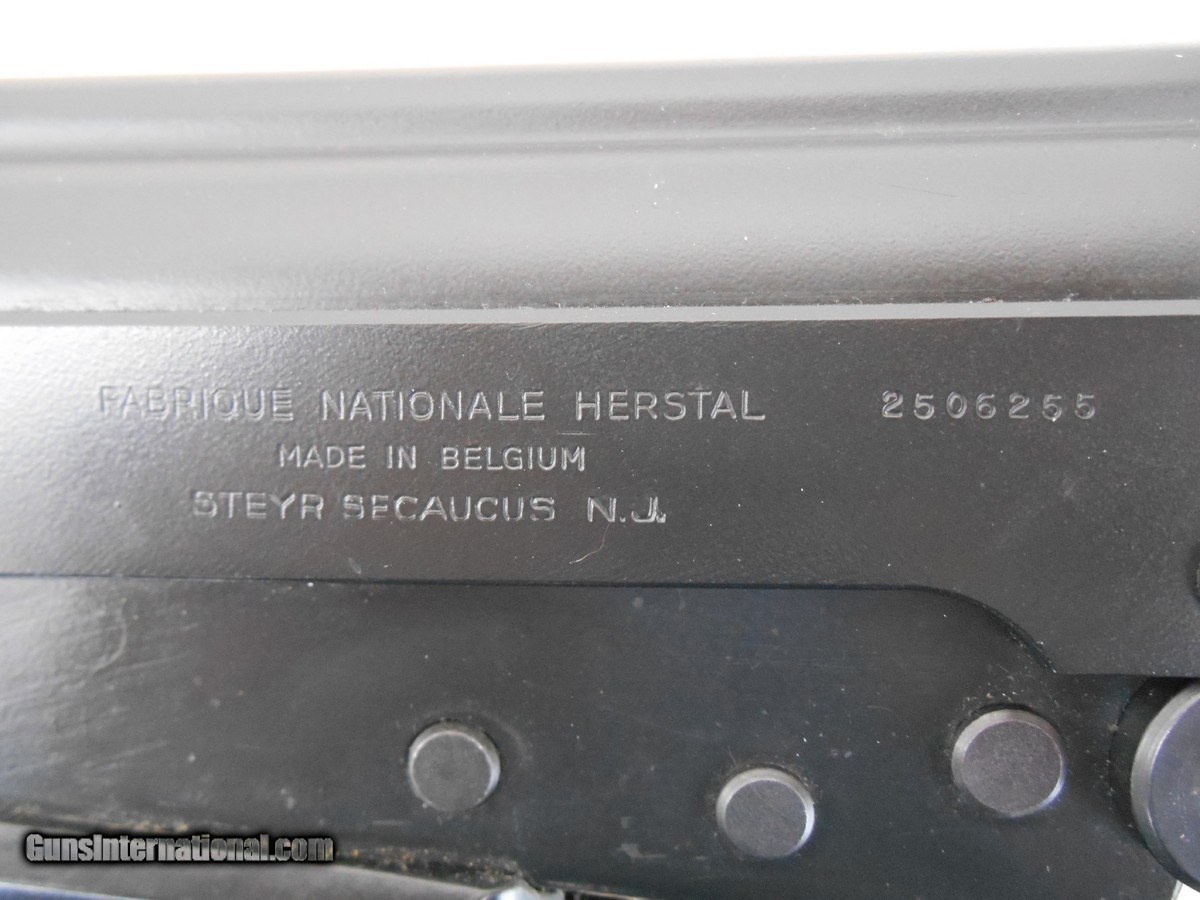 FABRIQUE NATIONALE HERSTAL 2506255
MADE IN BELGIUM
STEYR SECAUCUS N.J.
GunsInternational.com